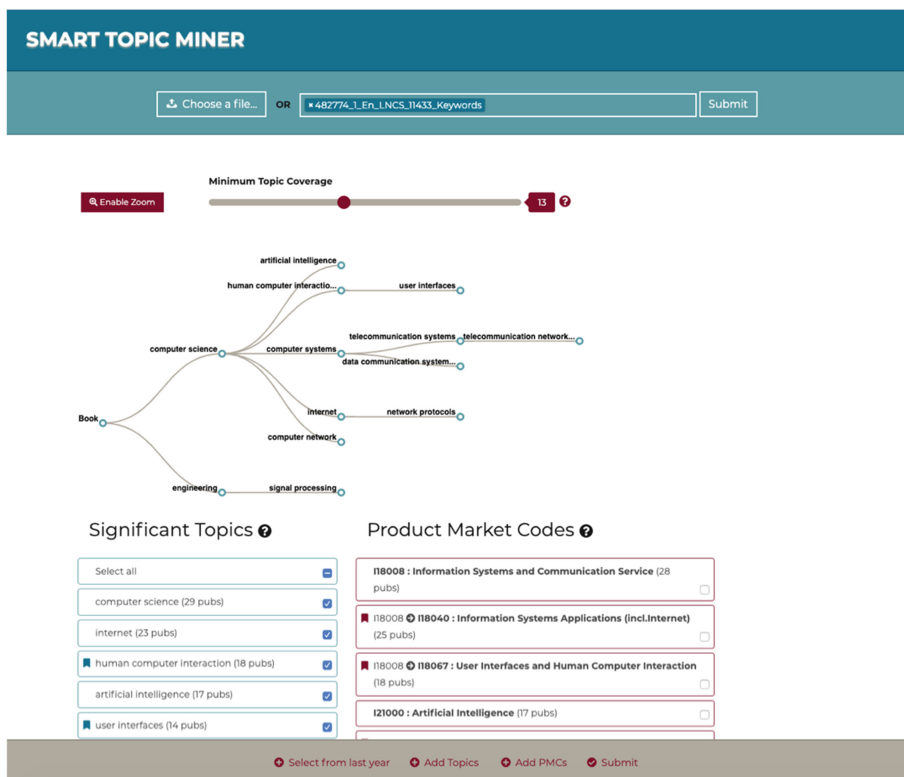 SMART TOPIC MINER
Choose a file... OR × 482774_1_En_LNCS_11433_Keywords Submit
Minimum Topic Coverage
Enable Zoom 13 ?
artificial intelligence
human computer interactio... user interfaces
telecommunication systems telecommunication network...
computer science computer systems
data communication system...
internet network protocols
Book
computer network
engineering signal processing
Significant Topics ?
Select all
computer science (29 pubs)
internet (23 pubs)
human computer interaction (18 pubs)
artificial intelligence (17 pubs)
user interfaces (14 pubs)
Product Market Codes ?
I18008 : Information Systems and Communication Service (28
pubs)
I18008 I18040 : Information Systems Applications (incl.Internet)
(25 pubs)
I18008 I18067 : User Interfaces and Human Computer Interaction
(18 pubs)
I21000 : Artificial Intelligence (17 pubs)
Select from last year Add Topics Add PMCs Submit